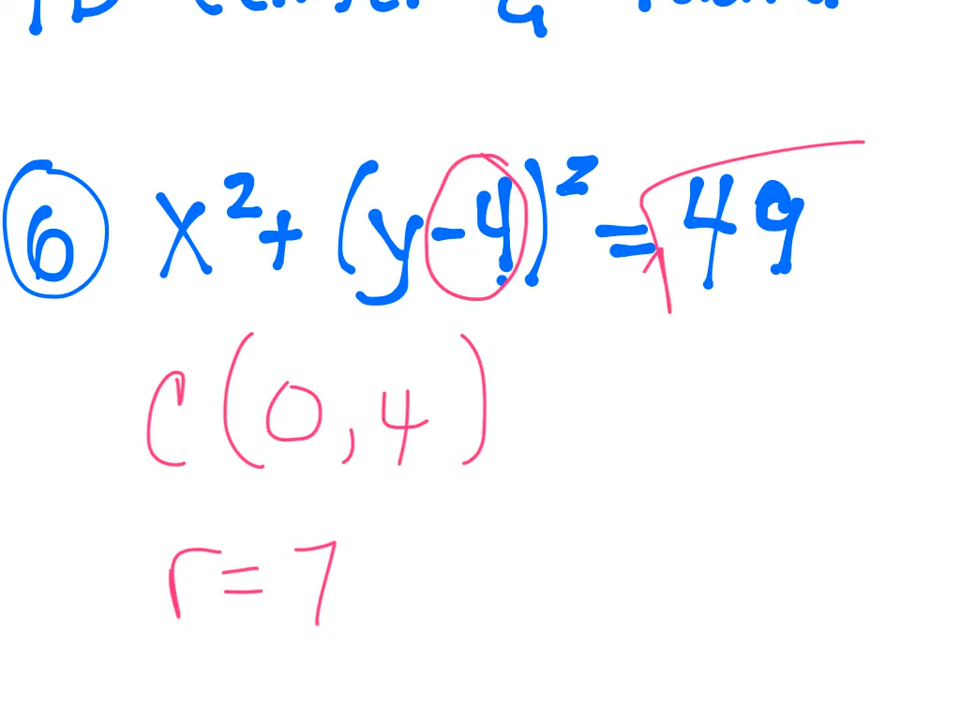 ⑥ x² + (y-4)² = √49
C(0,4)
r = 7